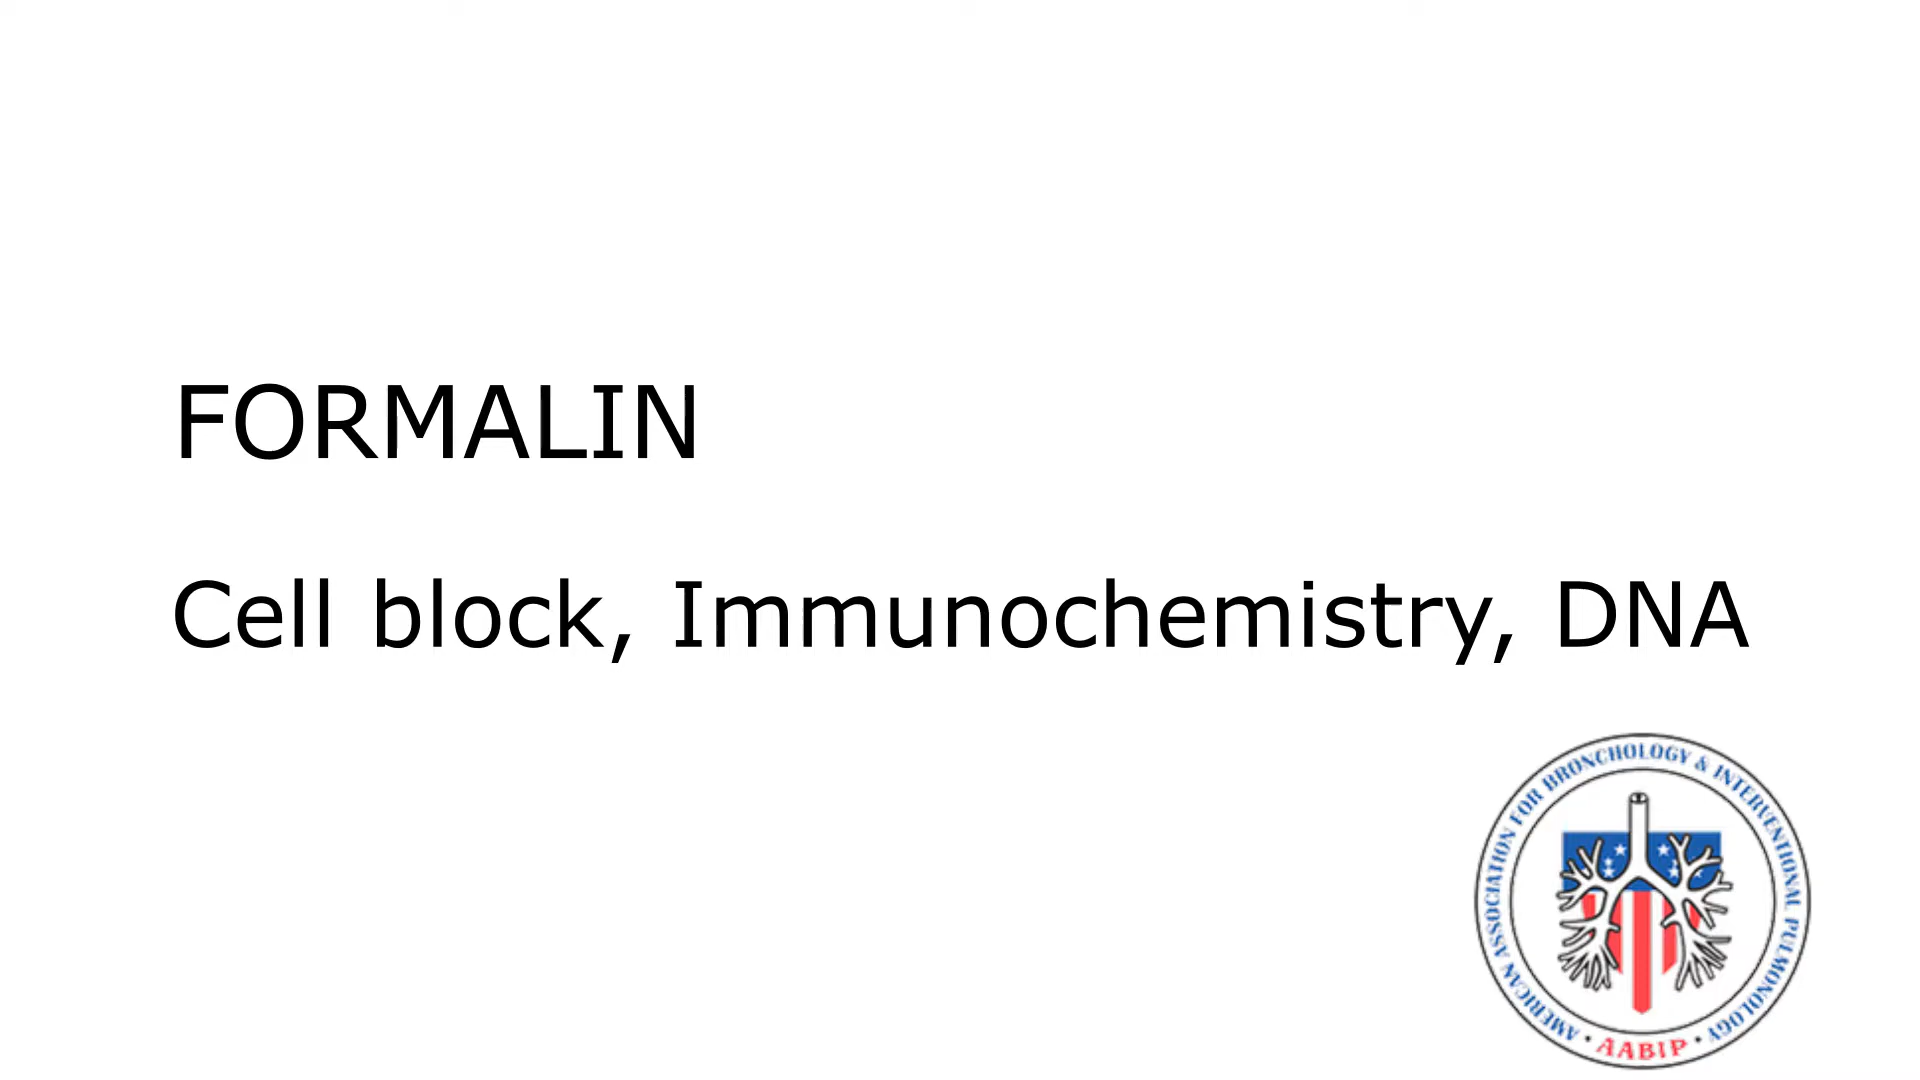 FORMALIN
Cell block, Immunochemistry, DNA
AMERICAN ASSOCIATION FOR BRONCHOLOGY & INTERVENTIONAL PULMONOLOGY
• AABIP •